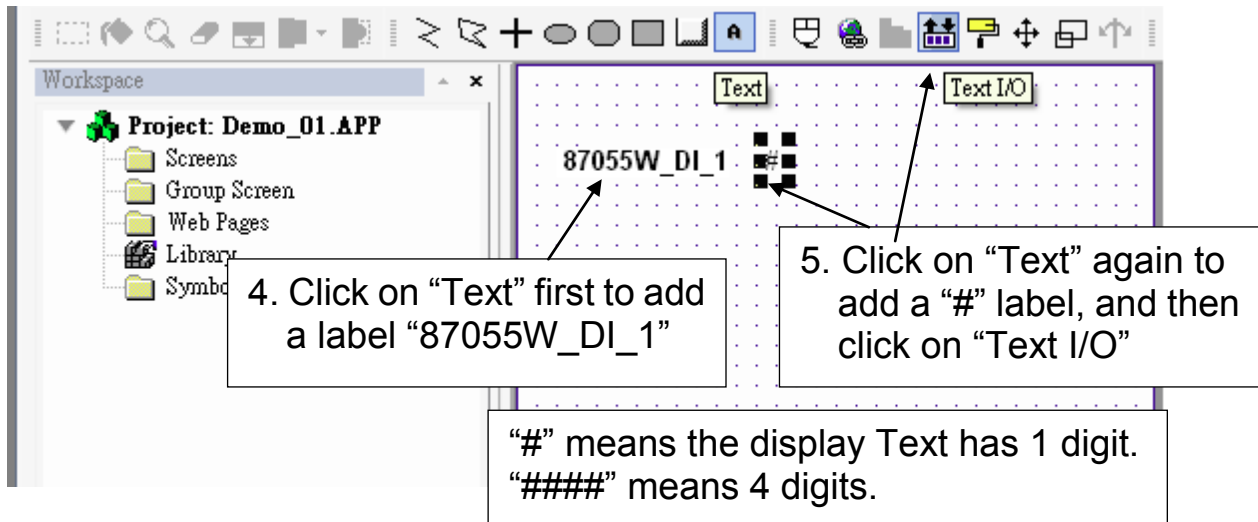 A
Workspace
Text
Text I/O
Project: Demo_01.APP
Screens
Group Screen
Web Pages
Library
87055W_DI_1 #
4. Click on “Text” first to add
a label “87055W_DI_1”
5. Click on “Text” again to
add a “#” label, and then
click on “Text I/O”
“#” means the display Text has 1 digit.
“####” means 4 digits.